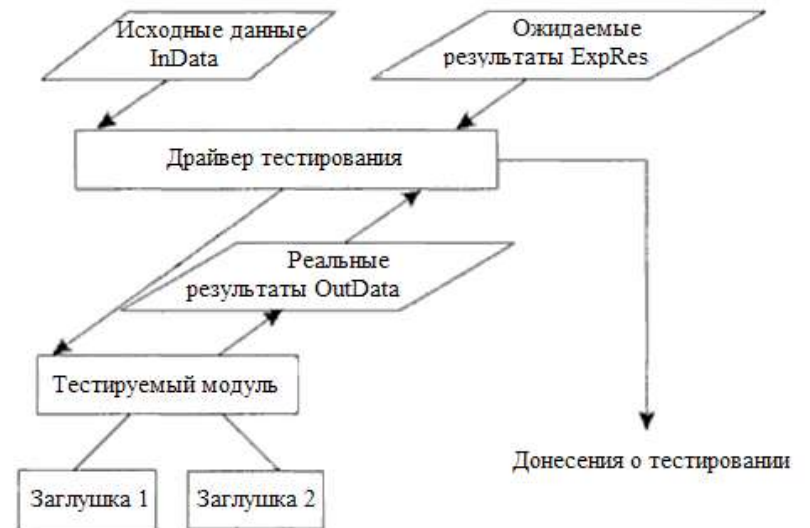 Исходные данные
InData
Ожидаемые
результаты ExpRes
Драйвер тестирования
Реальные
результаты OutData
Тестируемый модуль
Заглушка 1
Заглушка 2
Донесения о тестировании